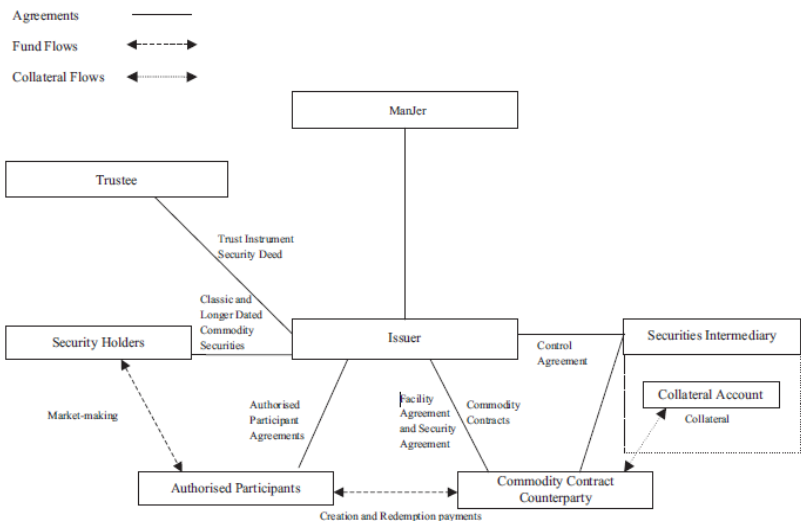 Agreements
Fund Flows
Collateral Flows
ManJer
Trustee
Trust Instrument
Security Deed
Classic and
Longer Dated
Commodity
Securities
Security Holders
Issuer
Control
Agreement
Securities Intermediary
Collateral Account
Collateral
Market-making
Authorised
Participant
Agreements
Facility
Agreement
and Security
Agreement
Commodity
Contracts
Authorised Participants
Commodity Contract
Counterparty
Creation and Redemption payments